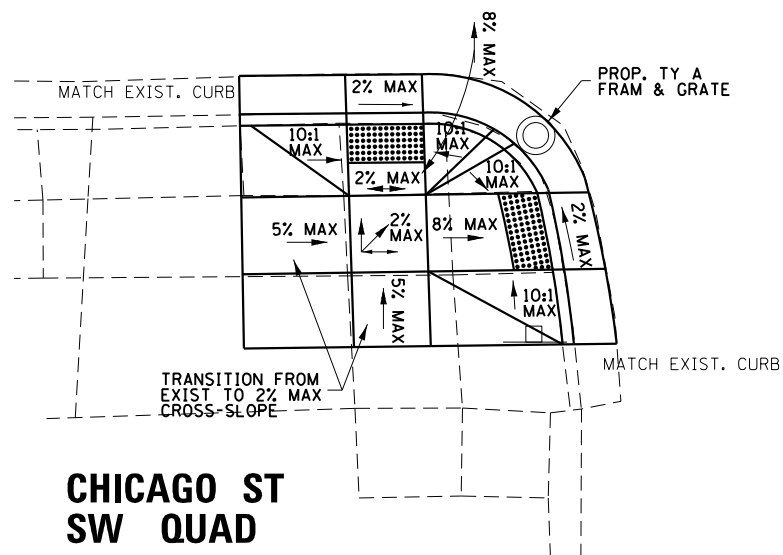 8% MAX
2% MAX
PROP. TY A
FRAM & GRATE
MATCH EXIST. CURB
10:1
MAX
10:1
MAX
10:1
MAX
2% MAX
2%
MAX
5% MAX
8% MAX
2% MAX
5% MAX
10:1
MAX
MATCH EXIST. CURB
TRANSITION FROM
EXIST TO 2% MAX
CROSS-SLOPE
CHICAGO ST
SW QUAD